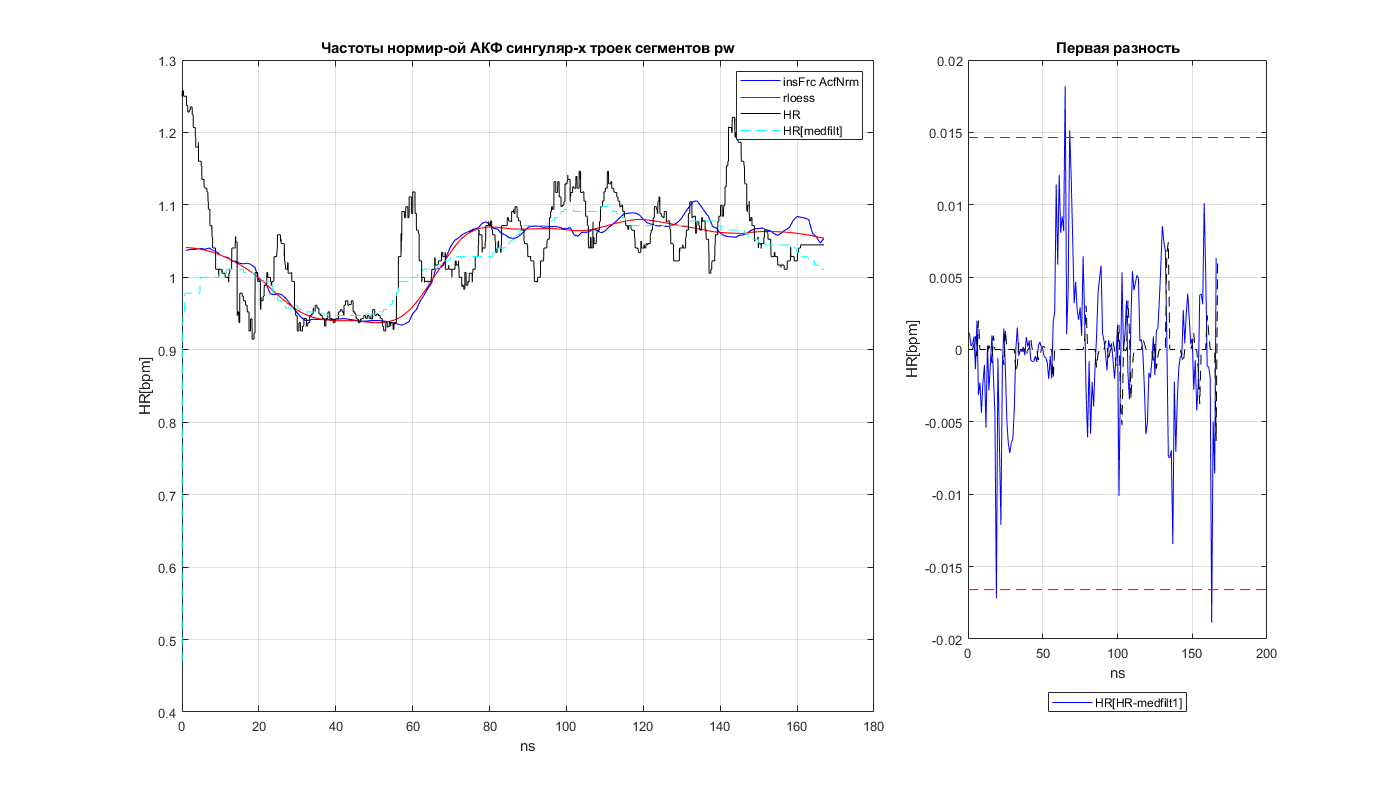 Частоты нормир-ой АКФ сингуляр-х троек сегментов pw
1.3
1.2
1.1
1
0.9
0.8
0.7
0.6
0.5
0.4
HR[bpm]
0 20 40 60 80 100 120 140 160 180
ns
insFrc AcfNrm
rloess
HR
HR[medfilt]
Первая разность
0.02
0.015
0.01
0.005
0
-0.005
-0.01
-0.015
-0.02
HR[bpm]
0 50 100 150 200
ns
HR[HR-medfilt1]